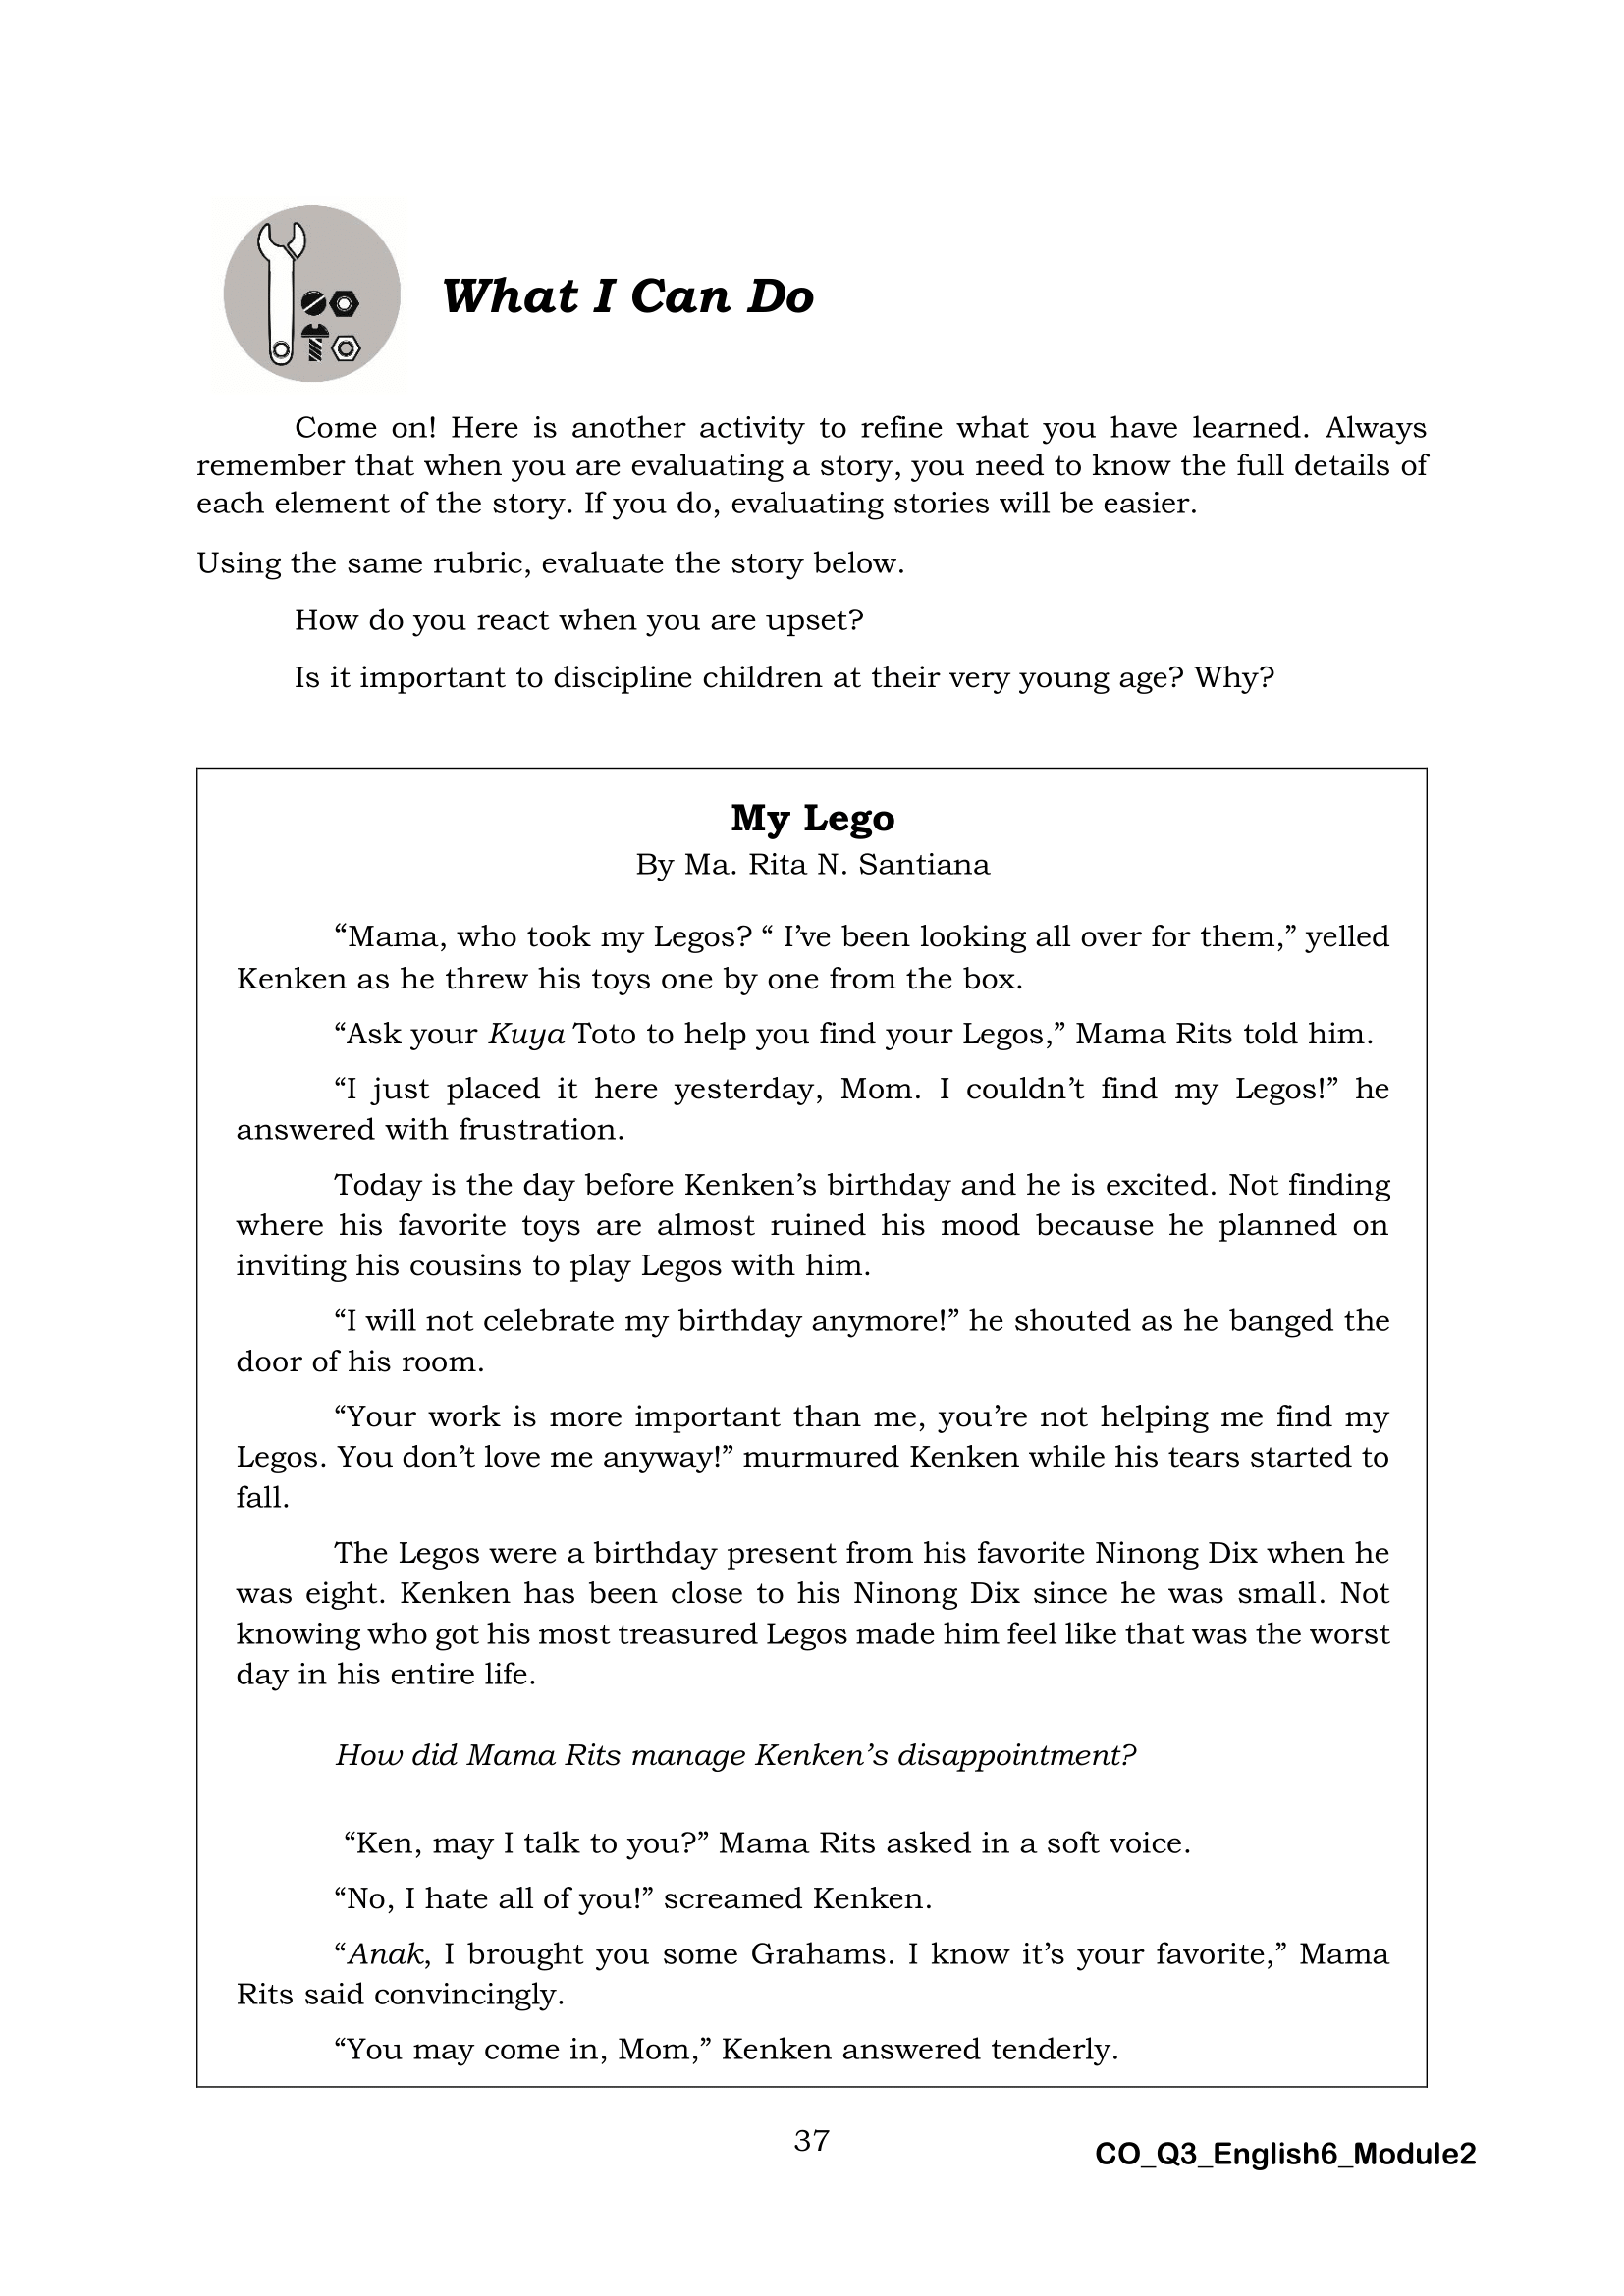 What I Can Do
Come on! Here is another activity to refine what you have learned. Always
remember that when you are evaluating a story, you need to know the full details of
each element of the story. If you do, evaluating stories will be easier.
Using the same rubric, evaluate the story below.
How do you react when you are upset?
Is it important to discipline children at their very young age? Why?
My Lego
By Ma. Rita N. Santiana
“Mama, who took my Legos? “ I’ve been looking all over for them,” yelled
Kenken as he threw his toys one by one from the box.
“Ask your Kuya Toto to help you find your Legos,” Mama Rits told him.
“I just placed it here yesterday, Mom. I couldn’t find my Legos!” he
answered with frustration.
Today is the day before Kenken’s birthday and he is excited. Not finding
where his favorite toys are almost ruined his mood because he planned on
inviting his cousins to play Legos with him.
“I will not celebrate my birthday anymore!” he shouted as he banged the
door of his room.
“Your work is more important than me, you’re not helping me find my
Legos. You don’t love me anyway!” murmured Kenken while his tears started to
fall.
The Legos were a birthday present from his favorite Ninong Dix when he
was eight. Kenken has been close to his Ninong Dix since he was small. Not
knowing who got his most treasured Legos made him feel like that was the worst
day in his entire life.
How did Mama Rits manage Kenken’s disappointment?
“Ken, may I talk to you?” Mama Rits asked in a soft voice.
“No, I hate all of you!” screamed Kenken.
“Anak, I brought you some Grahams. I know it’s your favorite,” Mama
Rits said convincingly.
“You may come in, Mom,” Kenken answered tenderly.
37
CO_Q3_English6_Module2